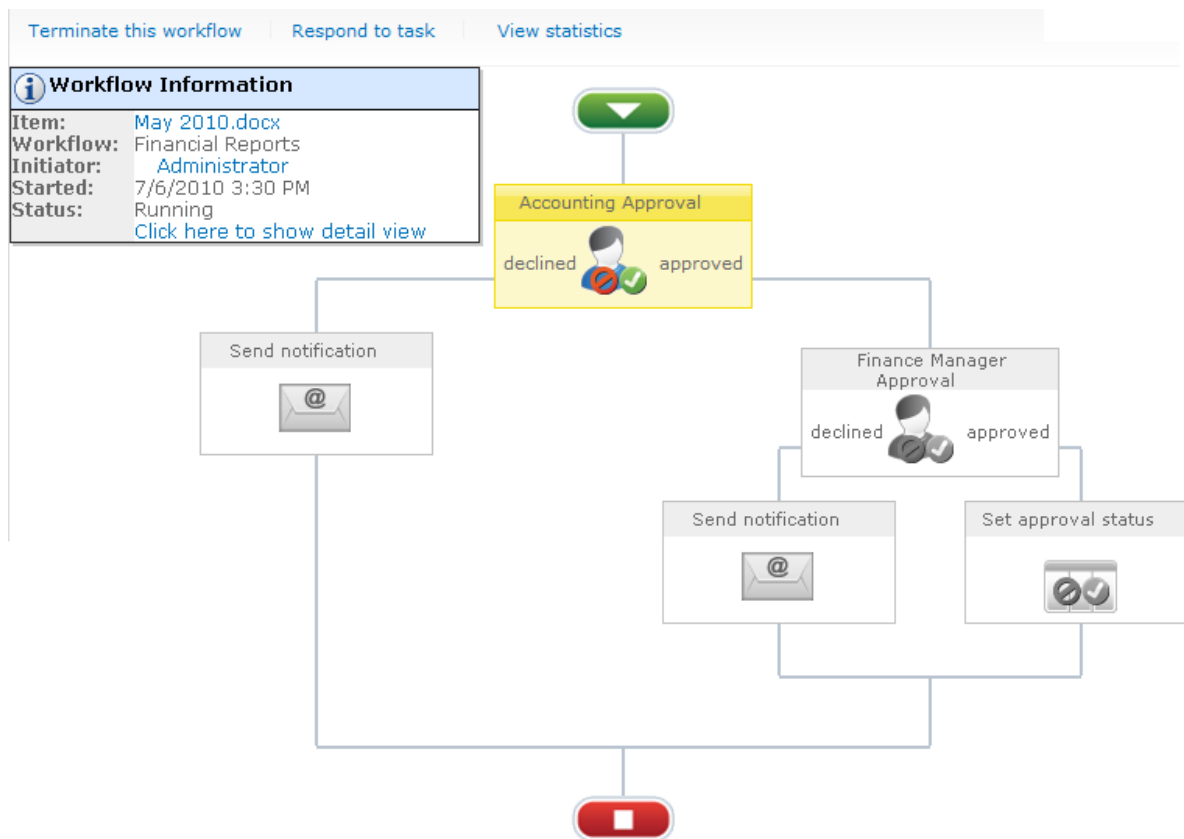 Terminate this workflow Respond to task View statistics
Workflow Information
Item: May 2010.docx
Workflow: Financial Reports
Initiator: Administrator
Started: 7/6/2010 3:30 PM
Status: Running
Click here to show detail view
Accounting Approval
declined approved
Send notification
@
Finance Manager
Approval
declined approved
Send notification
@
Set approval status